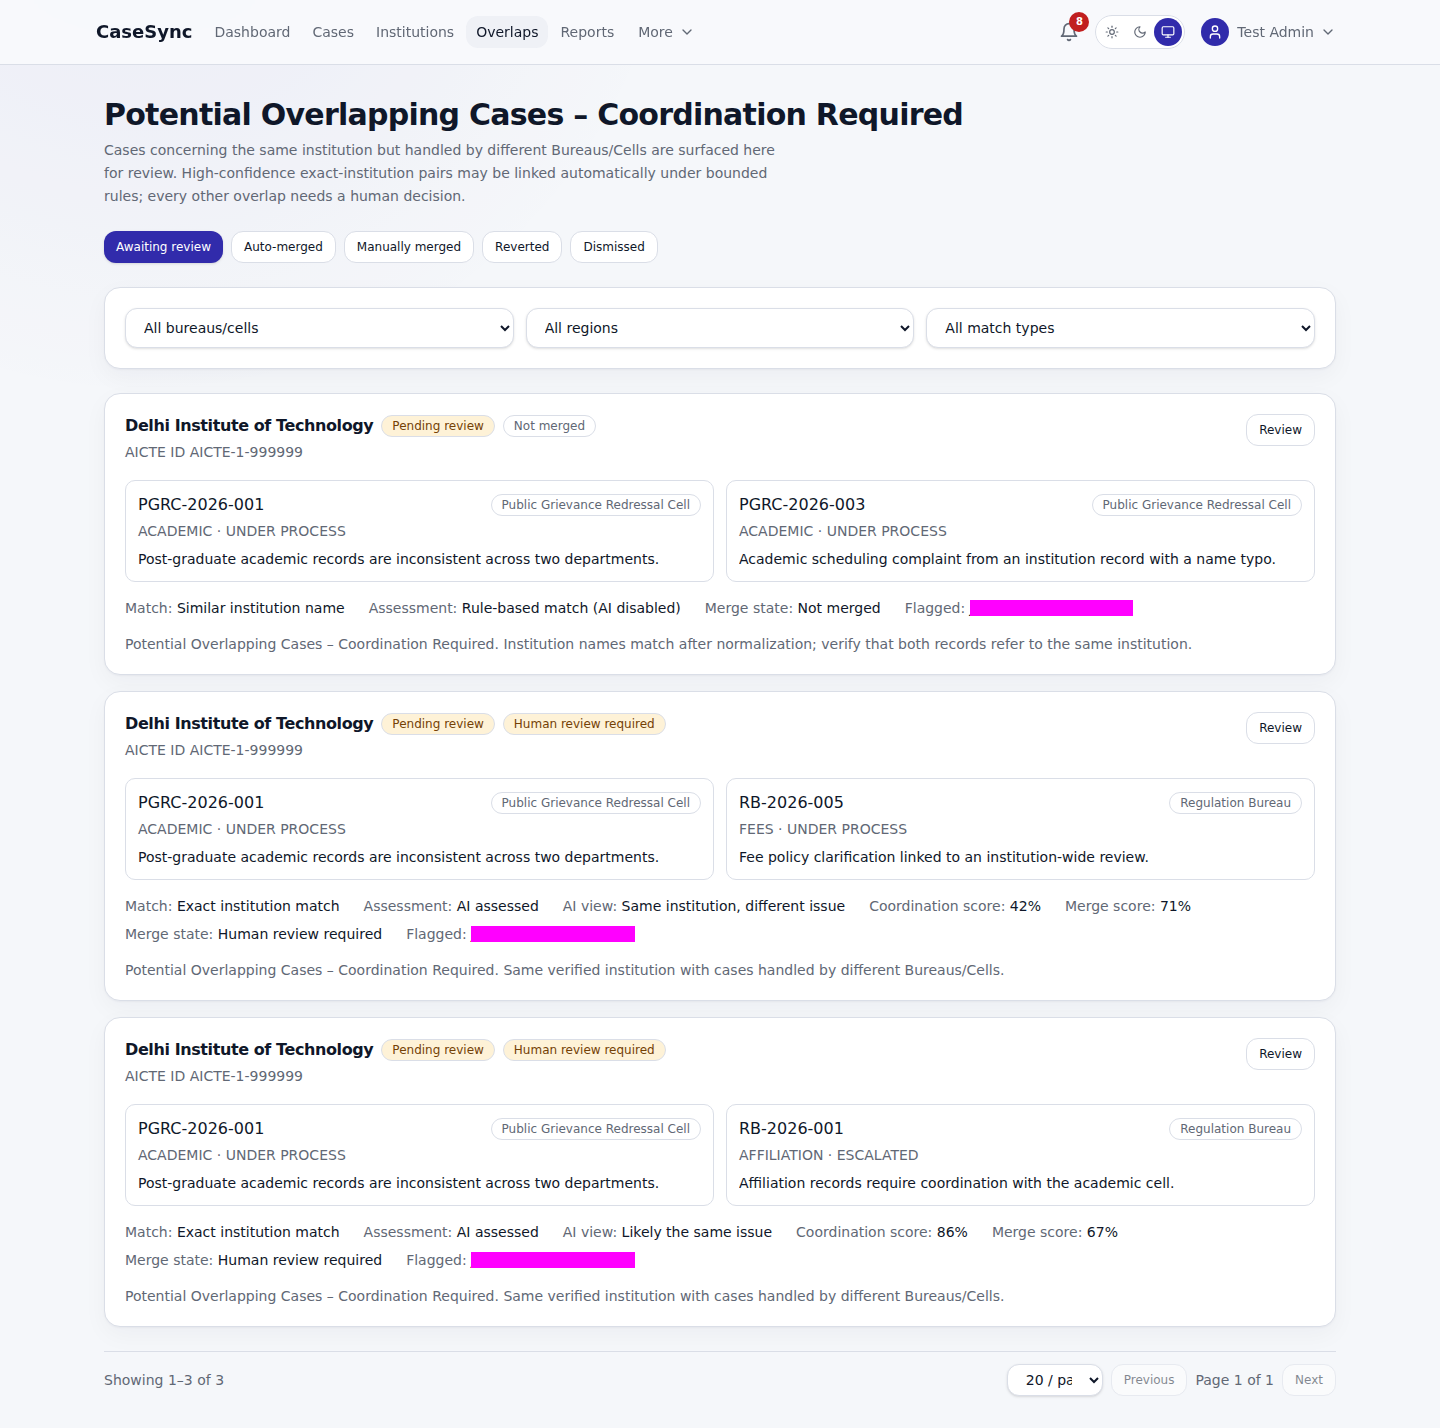 CaseSync Dashboard Cases Institutions Overlaps Reports More 8 Test Admin
Potential Overlapping Cases – Coordination Required
Cases concerning the same institution but handled by different Bureaus/Cells are surfaced here
for review. High-confidence exact-institution pairs may be linked automatically under bounded
rules; every other overlap needs a human decision.
Awaiting review Auto-merged Manually merged Reverted Dismissed
All bureaus/cells All regions All match types
Delhi Institute of Technology Pending review Not merged Review
AICTE ID AICTE-1-999999
PGRC-2026-001 Public Grievance Redressal Cell PGRC-2026-003 Public Grievance Redressal Cell
ACADEMIC · UNDER PROCESS ACADEMIC · UNDER PROCESS
Post-graduate academic records are inconsistent across two departments. Academic scheduling complaint from an institution record with a name typo.
Match: Similar institution name Assessment: Rule-based match (AI disabled) Merge state: Not merged Flagged:
Potential Overlapping Cases – Coordination Required. Institution names match after normalization; verify that both records refer to the same institution.
Delhi Institute of Technology Pending review Human review required Review
AICTE ID AICTE-1-999999
PGRC-2026-001 Public Grievance Redressal Cell RB-2026-005 Regulation Bureau
ACADEMIC · UNDER PROCESS FEES · UNDER PROCESS
Post-graduate academic records are inconsistent across two departments. Fee policy clarification linked to an institution-wide review.
Match: Exact institution match Assessment: AI assessed AI view: Same institution, different issue Coordination score: 42% Merge score: 71%
Merge state: Human review required Flagged:
Potential Overlapping Cases – Coordination Required. Same verified institution with cases handled by different Bureaus/Cells.
Delhi Institute of Technology Pending review Human review required Review
AICTE ID AICTE-1-999999
PGRC-2026-001 Public Grievance Redressal Cell RB-2026-001 Regulation Bureau
ACADEMIC · UNDER PROCESS AFFILIATION · ESCALATED
Post-graduate academic records are inconsistent across two departments. Affiliation records require coordination with the academic cell.
Match: Exact institution match Assessment: AI assessed AI view: Likely the same issue Coordination score: 86% Merge score: 67%
Merge state: Human review required Flagged:
Potential Overlapping Cases – Coordination Required. Same verified institution with cases handled by different Bureaus/Cells.
Showing 1–3 of 3 20 / pa Previous Page 1 of 1 Next